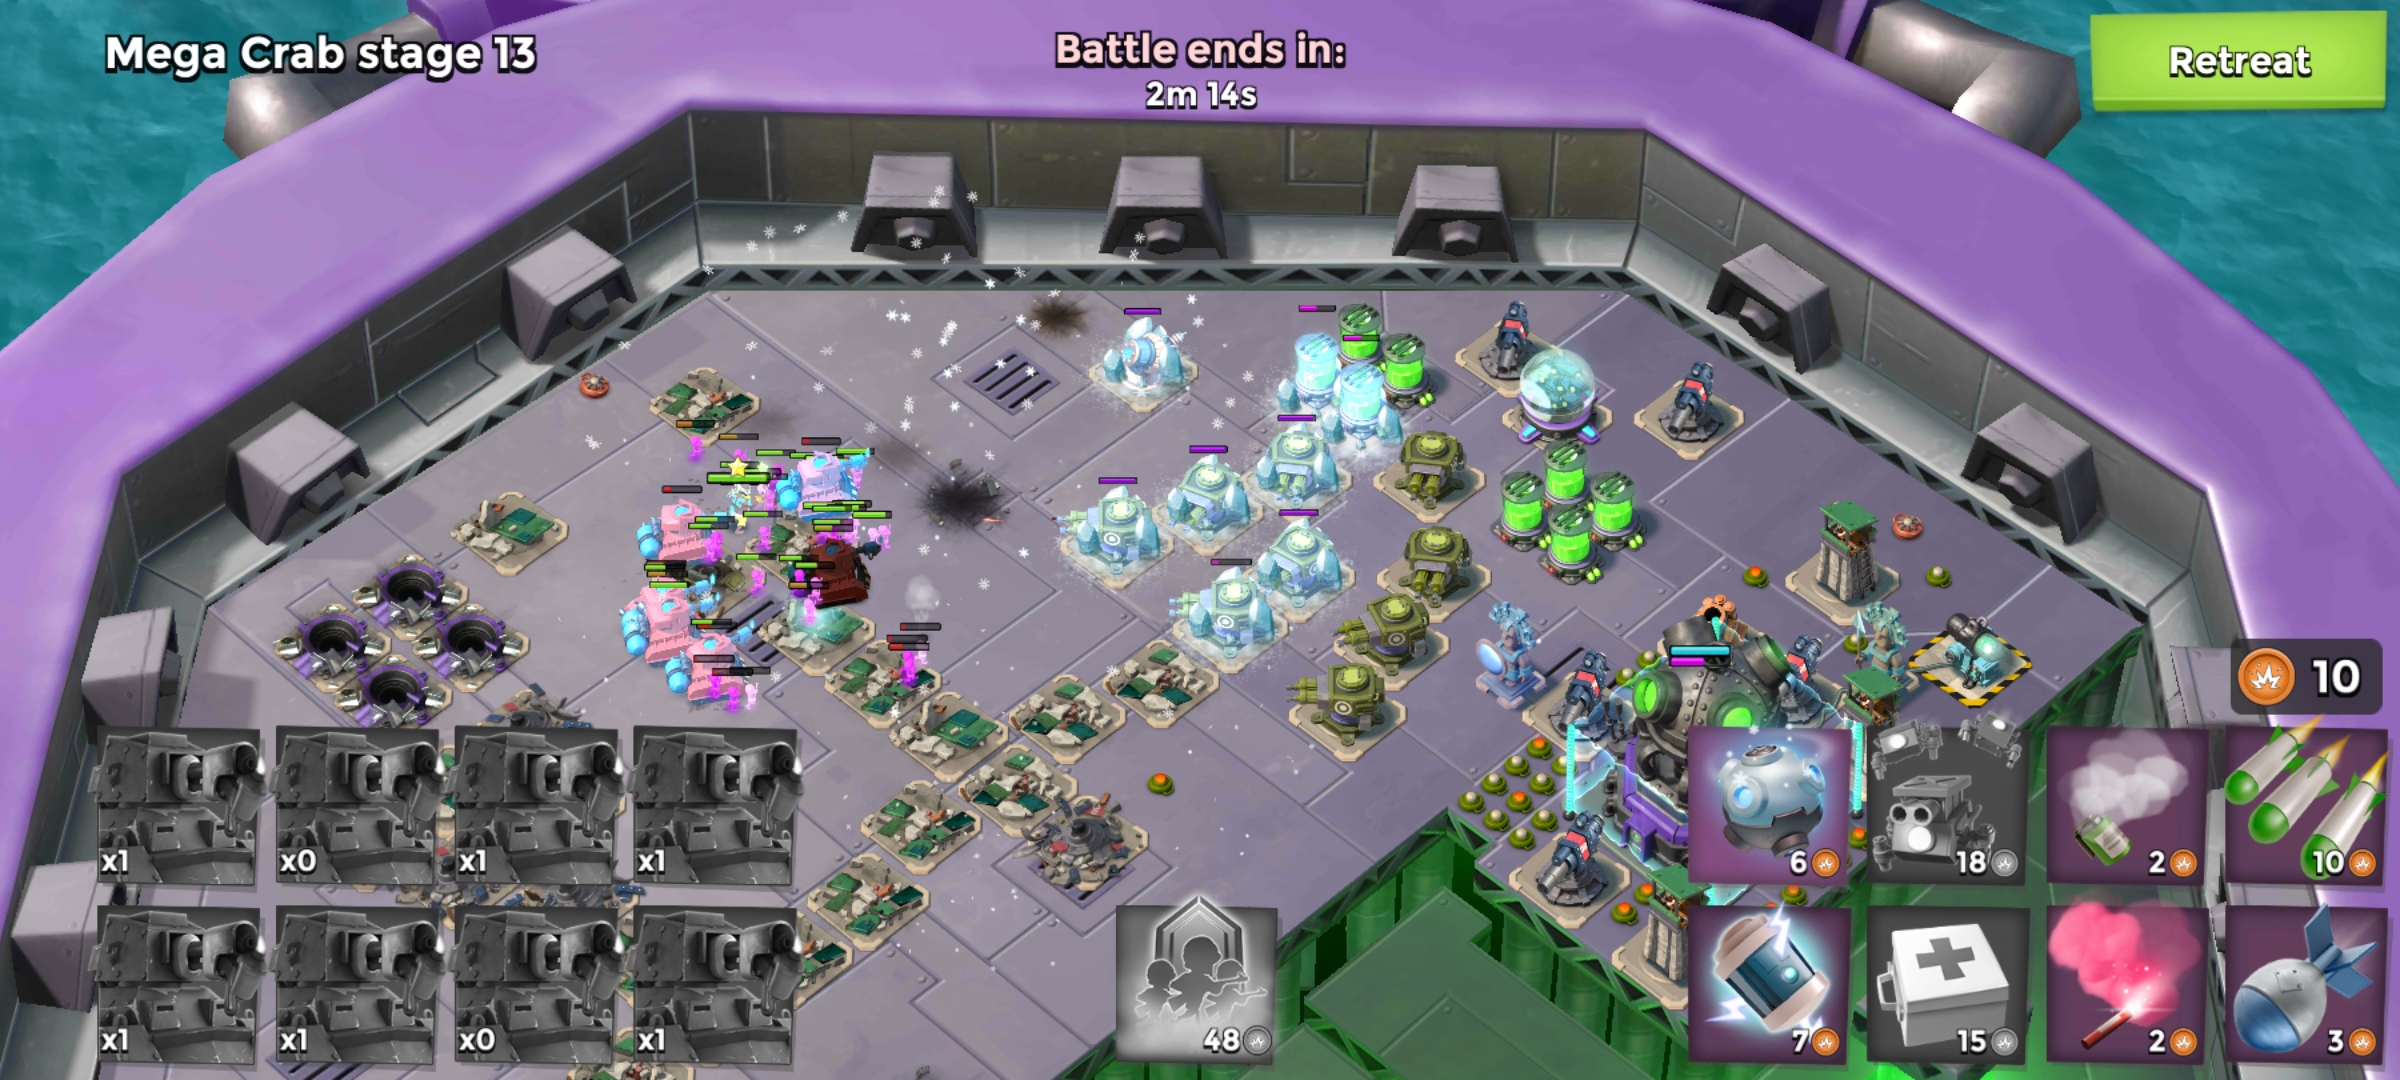 Mega Crab stage 13
Battle ends in:
2m 14s
Retreat
10
x1
x0
x1
x1
6
18
2
10
x1
x1
x0
x1
48
7
15
2
3